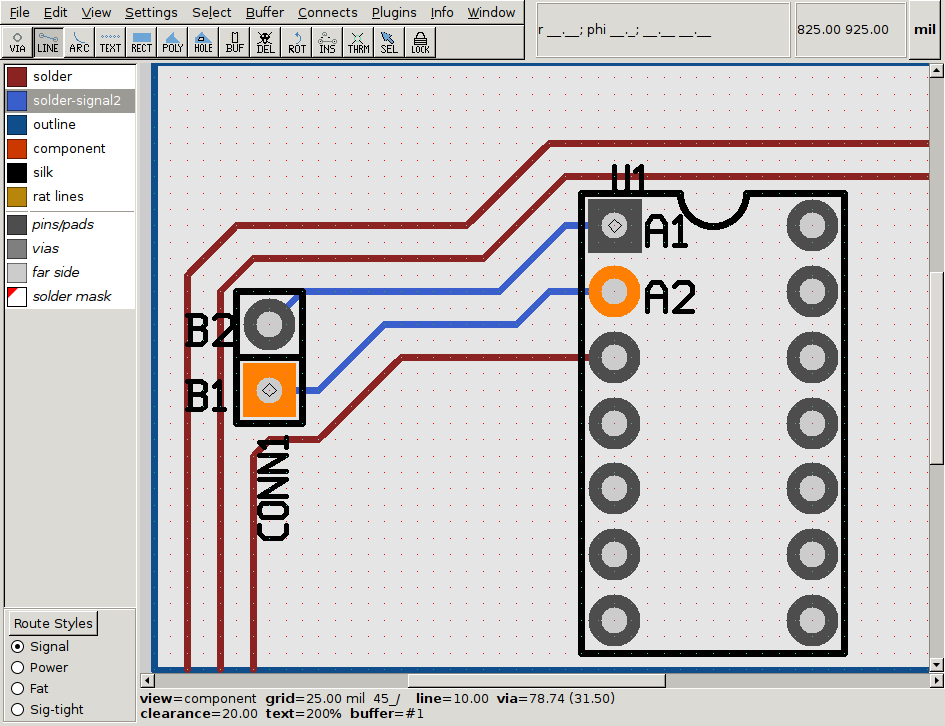 File Edit View Settings Select Buffer Connects Plugins Info Window
r __.__; phi __._; __.__ __.__
825.00 925.00
mil
VIA LINE ARC TEXT RECT POLY HOLE BUF DEL ROT INS THRM SEL LOCK
solder
solder-signal2
outline
component
silk
rat lines
pins/pads
vias
far side
solder mask
U1
A1
A2
B2
B1
CONN1
Route Styles
Signal
Power
Fat
Sig-tight
view=component grid=25.00 mil 45_/ line=10.00 via=78.74 (31.50)
clearance=20.00 text=200% buffer=#1